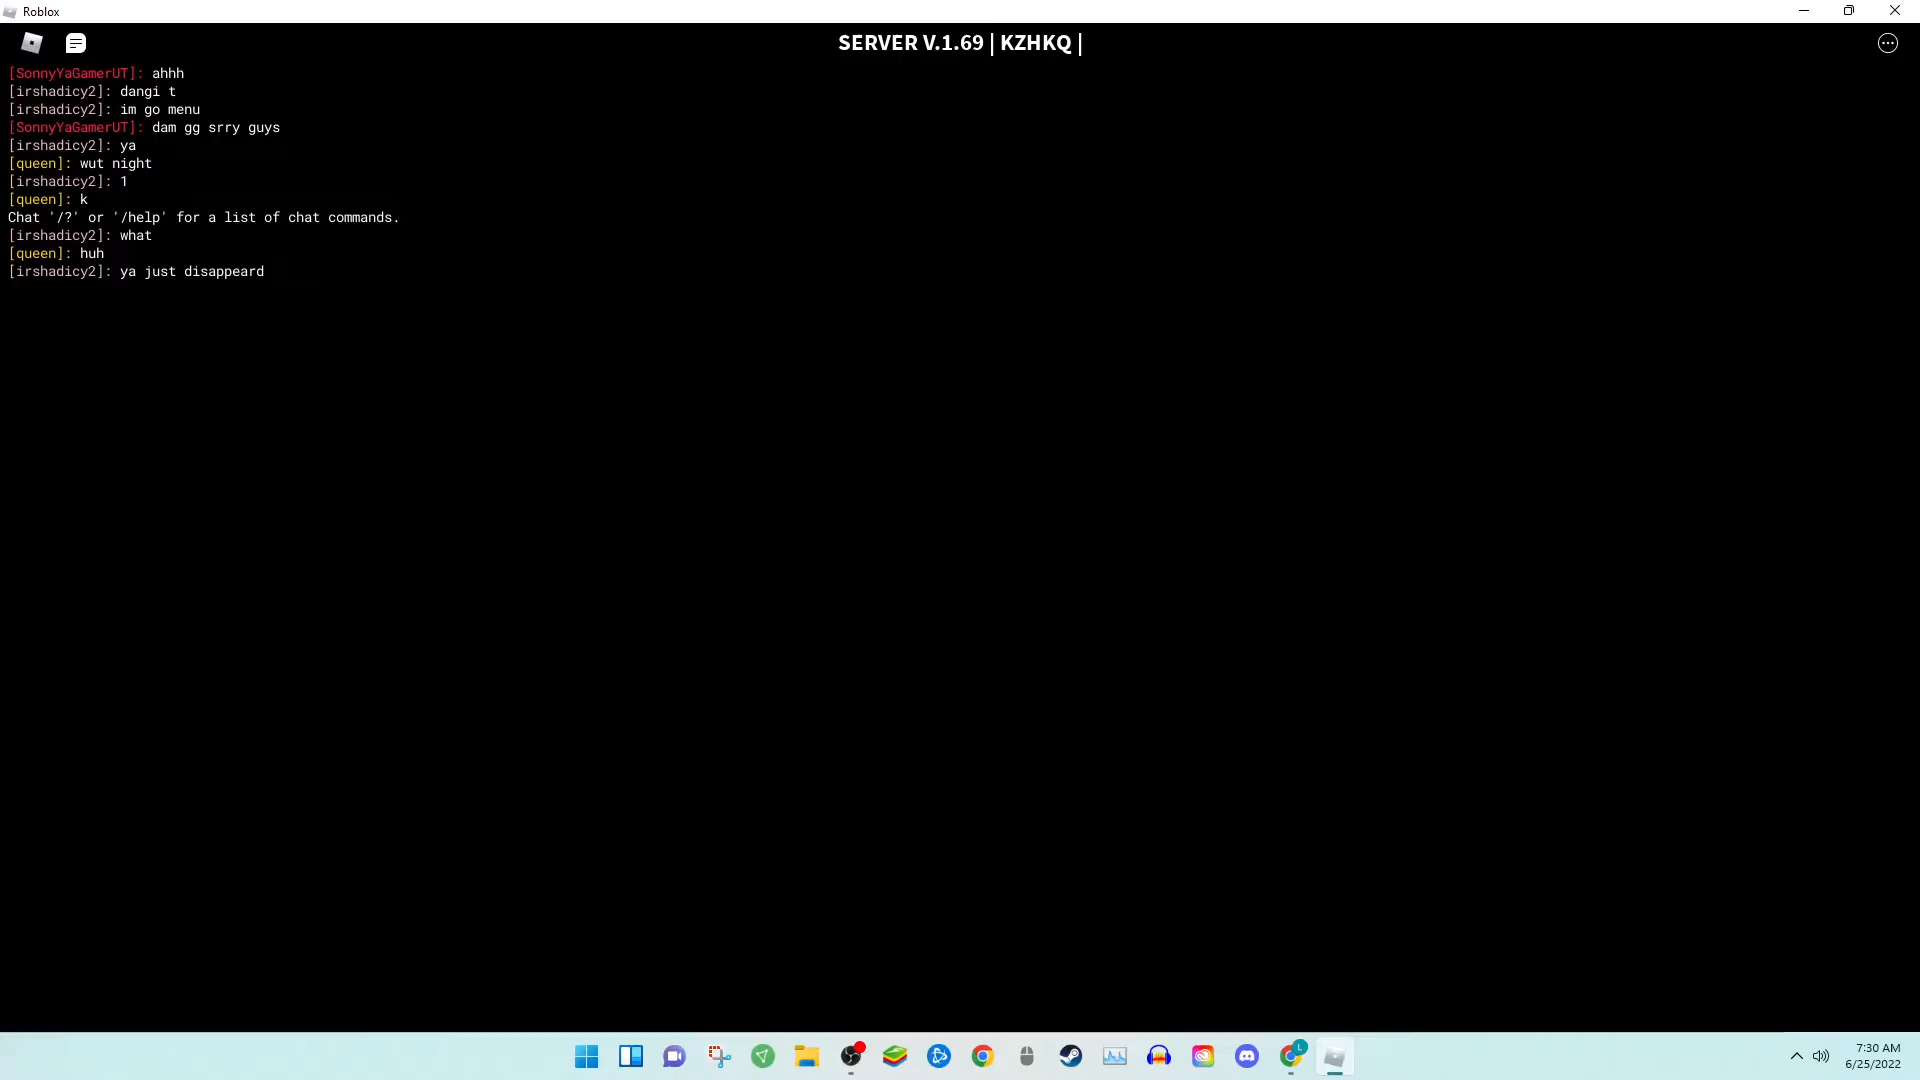 Roblox
SERVER V.1.69 | KZHKQ |
[SonnyYaGamerUT]: ahhh
[irshadicy2]: dangi t
[irshadicy2]: im go menu
[SonnyYaGamerUT]: dam gg srry guys
[irshadicy2]: ya
[queen]: wut night
[irshadicy2]: 1
[queen]: k
Chat '/?' or '/help' for a list of chat commands.
[irshadicy2]: what
[queen]: huh
[irshadicy2]: ya just disappeard
L
7:30 AM
6/25/2022